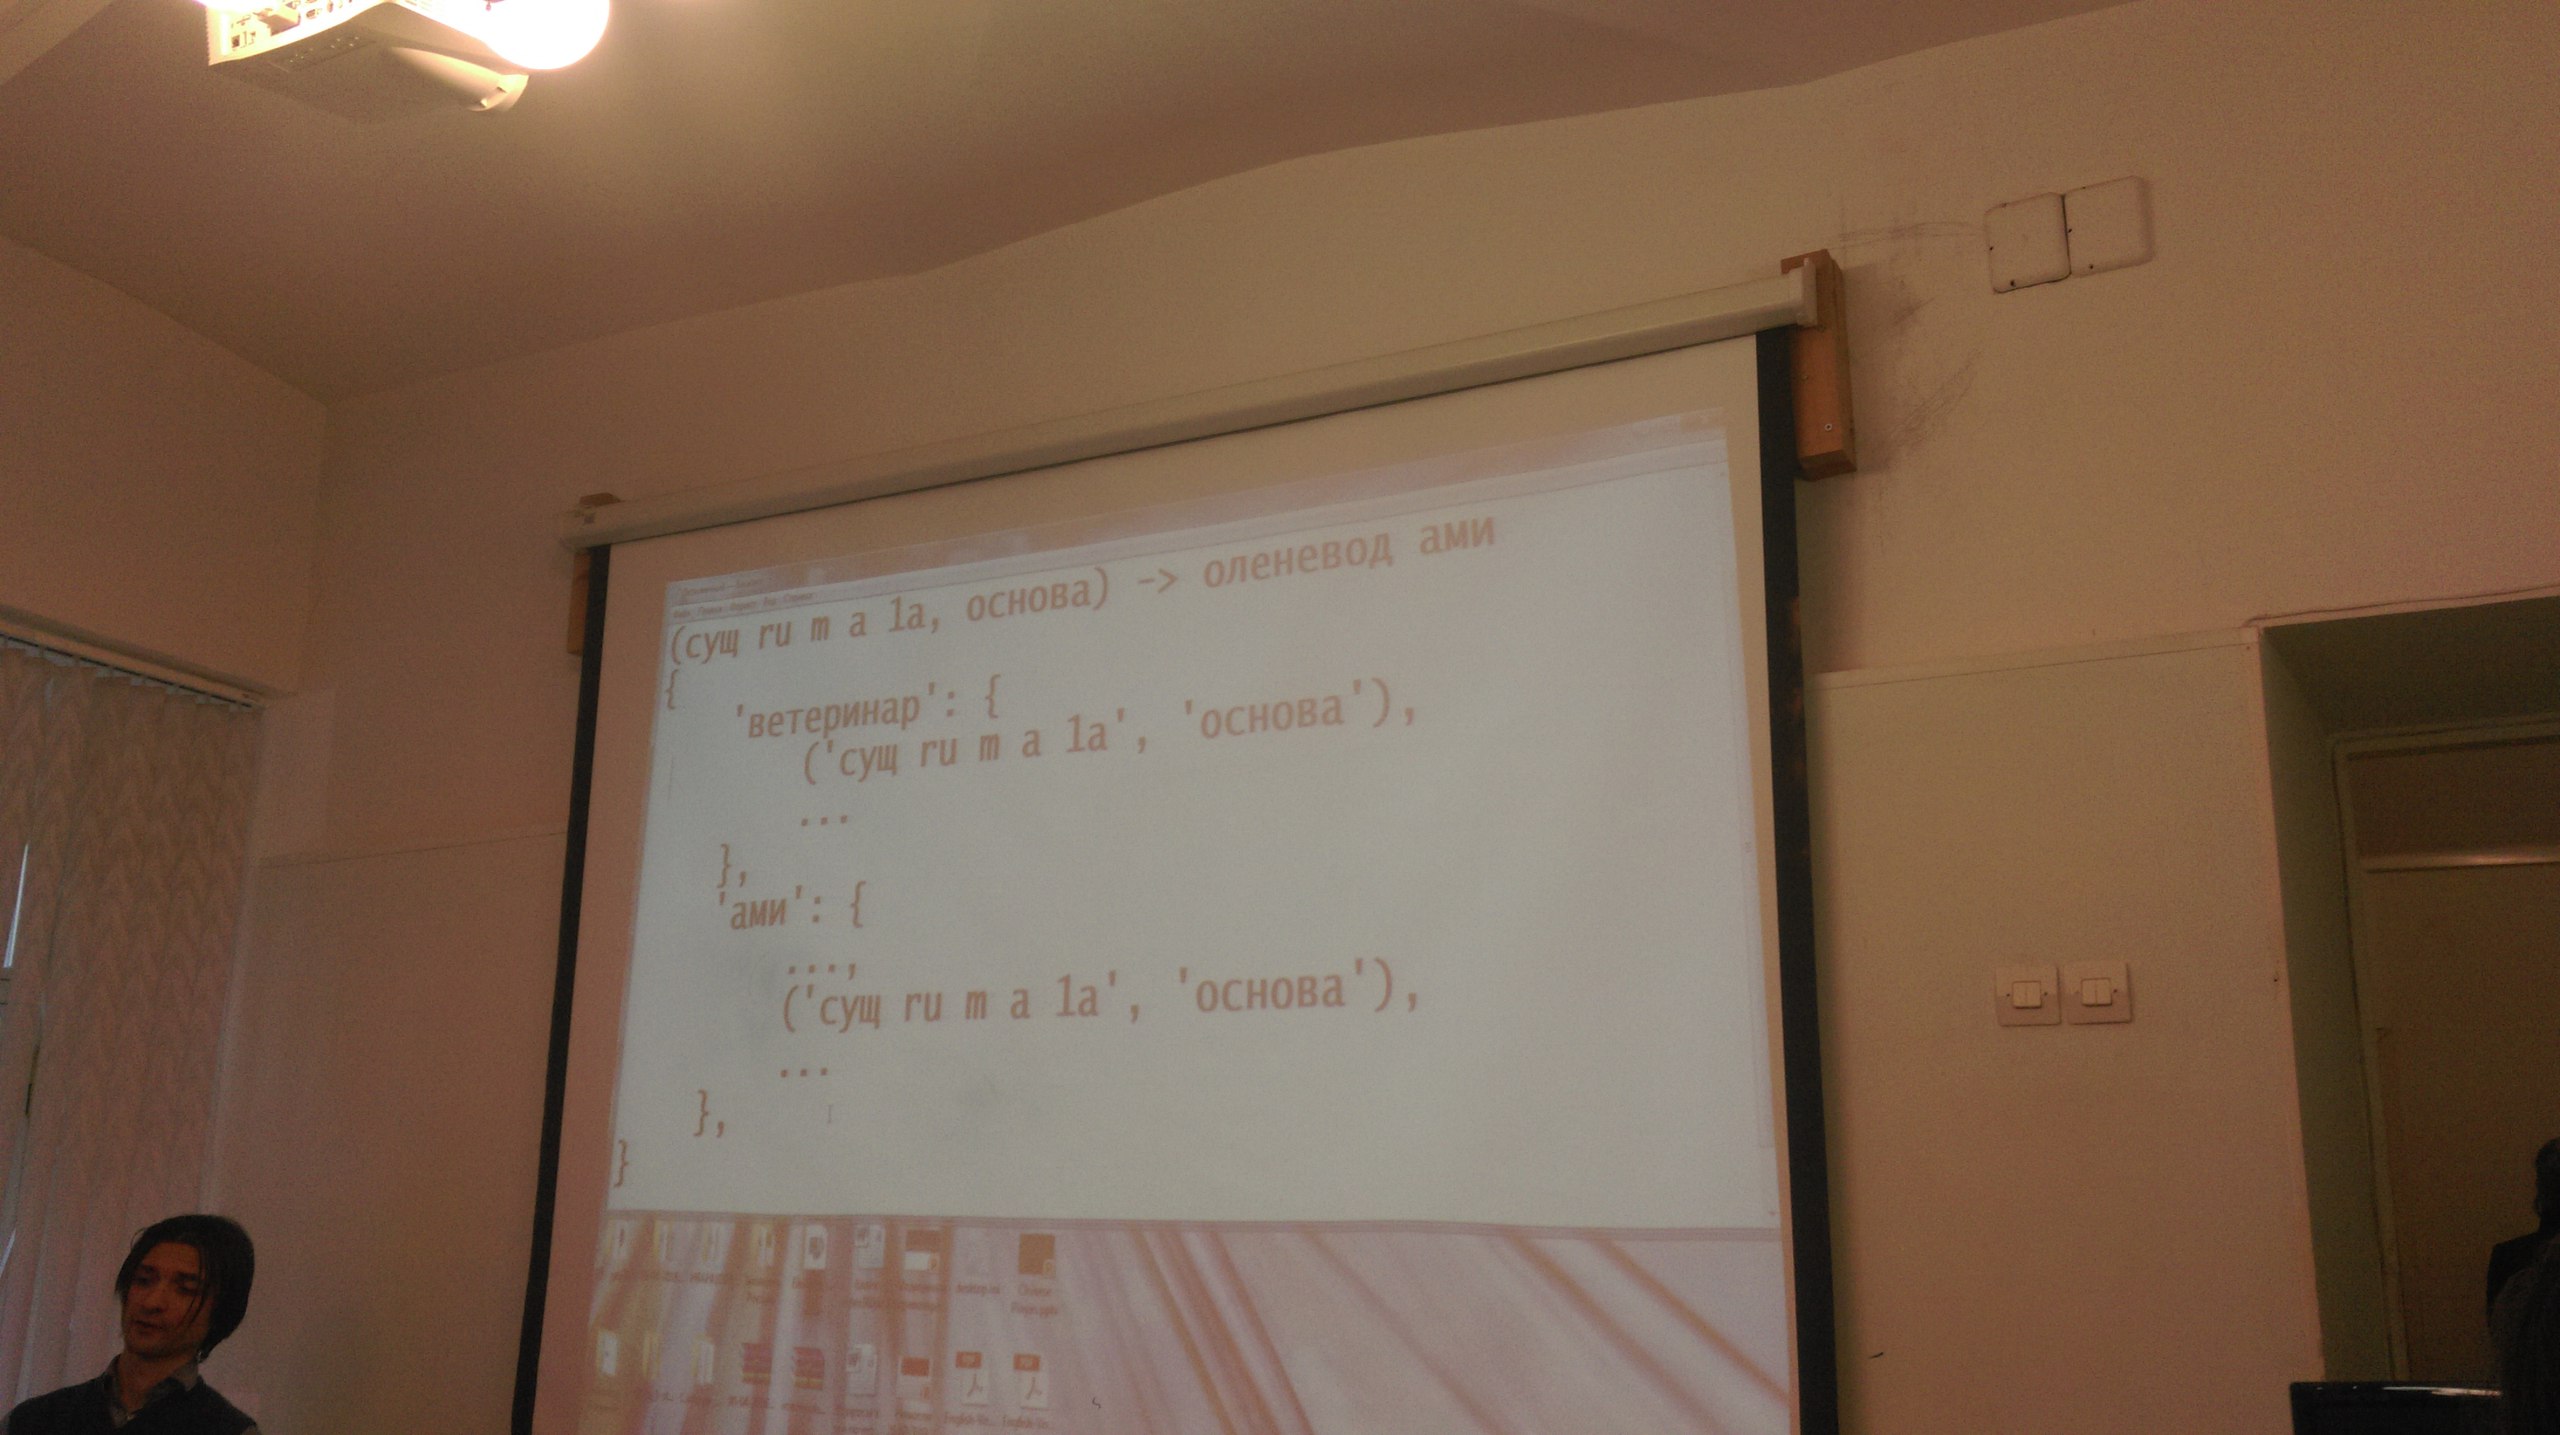 (сущ ru m a 1a, основа) -> оленевод ами
{
'ветеринар': {
('сущ ru m a 1a', 'основа'),
...
},
'ами': {
...,
('сущ ru m a 1a', 'основа'),
...
},
}